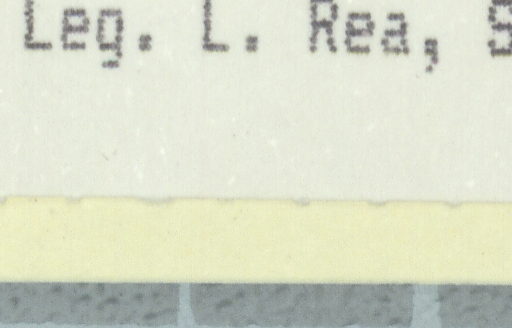 Leg. L. Rea,